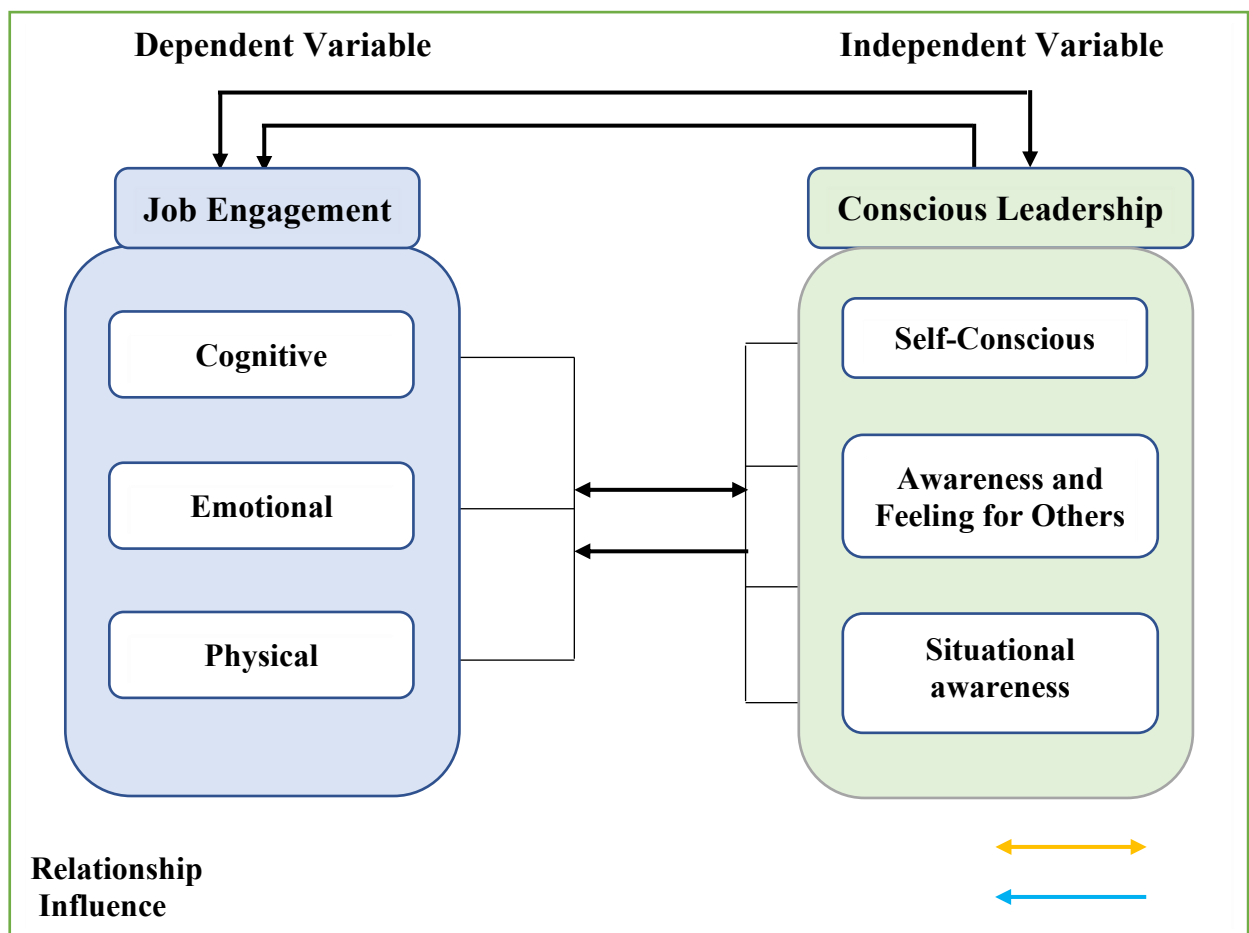 Dependent Variable
Independent Variable
Job Engagement
Conscious Leadership
Cognitive
Emotional
Physical
Self-Conscious
Awareness and
Feeling for Others
Situational
awareness
Relationship
Influence